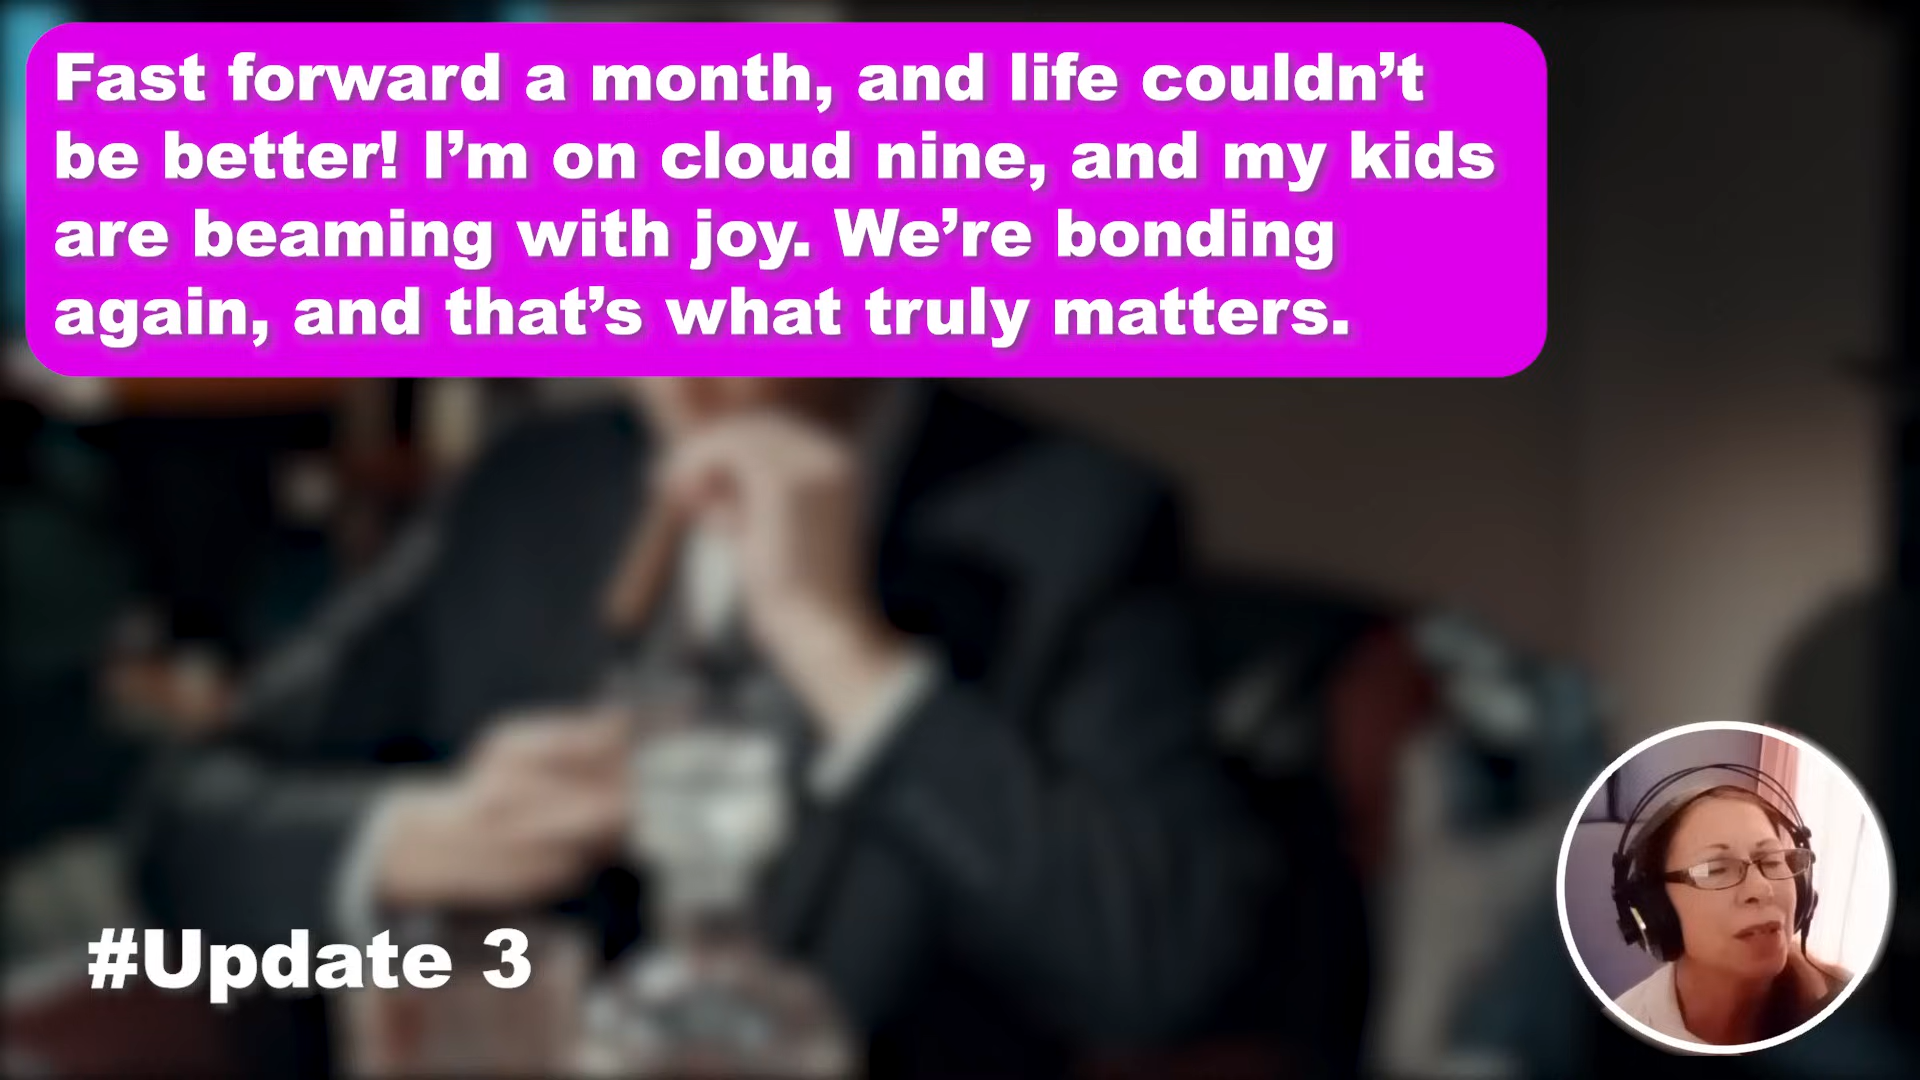 Fast forward a month, and life couldn’t
be better! I’m on cloud nine, and my kids
are beaming with joy. We’re bonding
again, and that’s what truly matters.
#Update 3